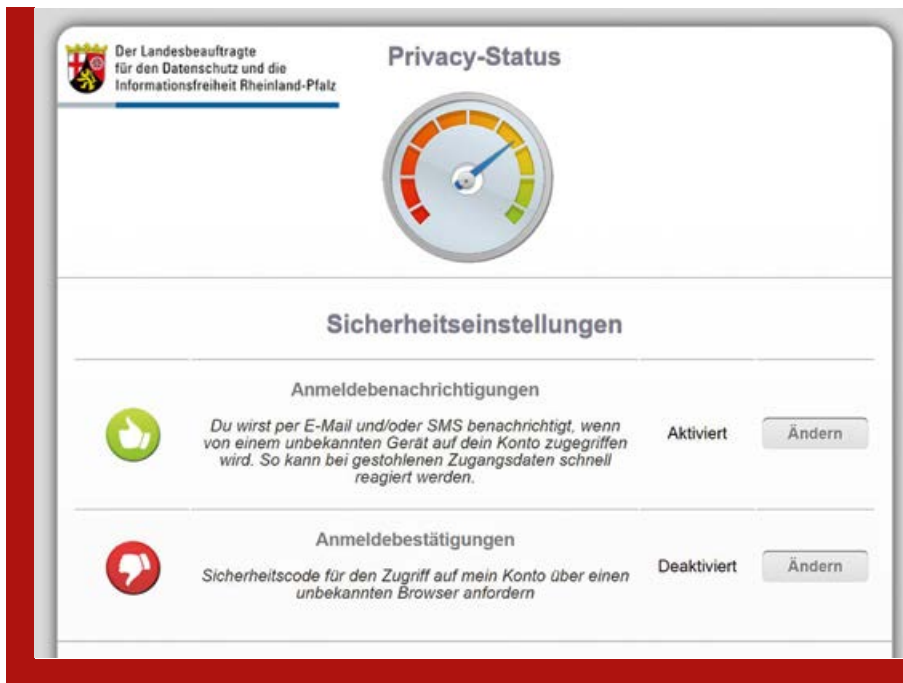 Der Landesbeauftragte
für den Datenschutz und die
Informationsfreiheit Rheinland-Pfalz
Privacy-Status
Sicherheitseinstellungen
Anmeldebenachrichtigungen
Du wirst per E-Mail und/oder SMS benachrichtigt, wenn
von einem unbekannten Gerät auf dein Konto zugegriffen
wird. So kann bei gestohlenen Zugangsdaten schnell
reagiert werden.
Aktiviert
Ändern
Anmeldebestätigungen
Sicherheitscode für den Zugriff auf mein Konto über einen
unbekannten Browser anfordern
Deaktiviert
Ändern